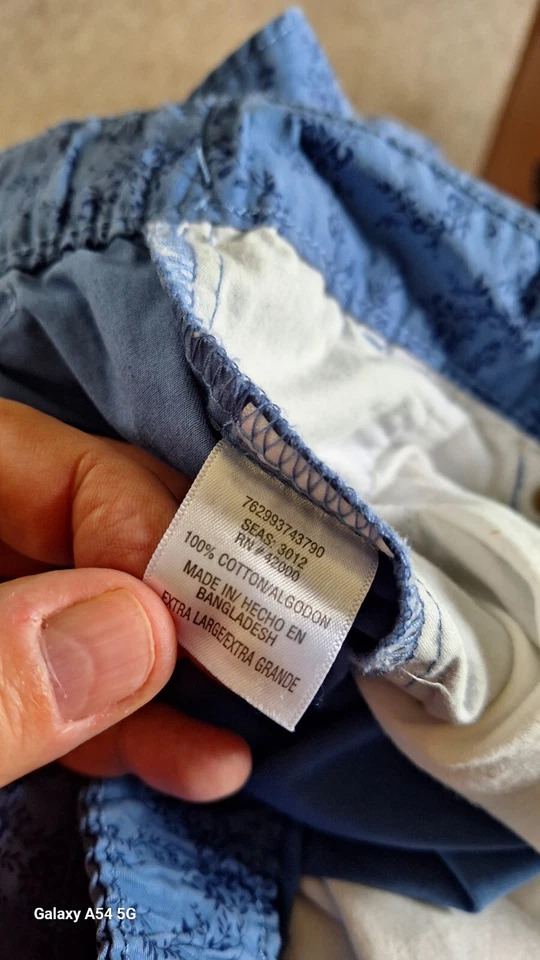 762993743790
SEAS: 3012
RN # 42000
100% COTTON/ALGODON
MADE IN/ HECHO EN
BANGLADESH
EXTRA LARGE/EXTRA GRANDE
Galaxy A54 5G